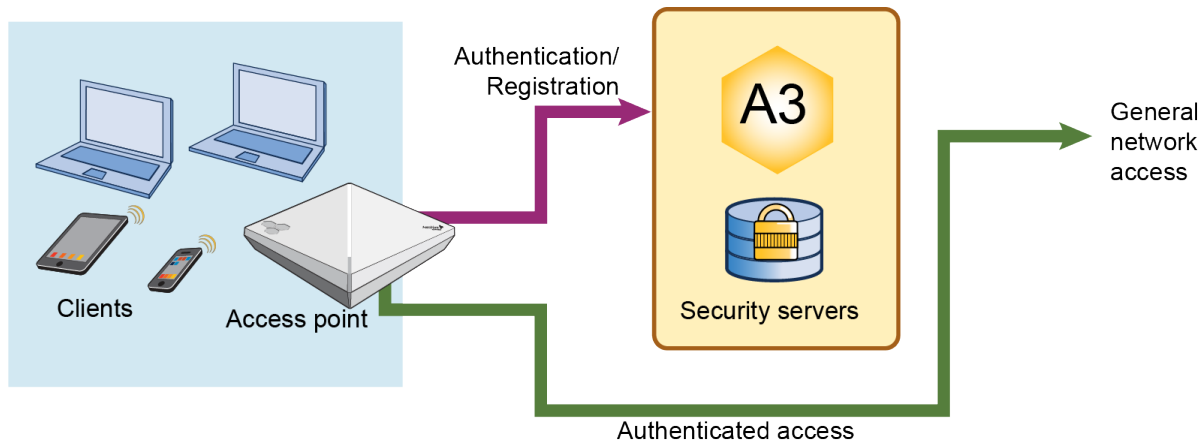 Authentication/
Registration
A3
General
network
access
Clients
Access point
Security servers
Authenticated access